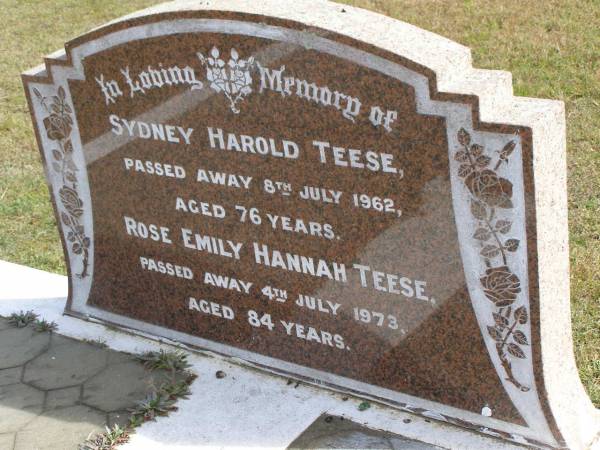 In Loving Memory of
SYDNEY HAROLD TEESE,
PASSED AWAY 8TH JULY 1962,
AGED 76 YEARS.
ROSE EMILY HANNAH TEESE,
PASSED AWAY 4TH JULY 1973,
AGED 84 YEARS.